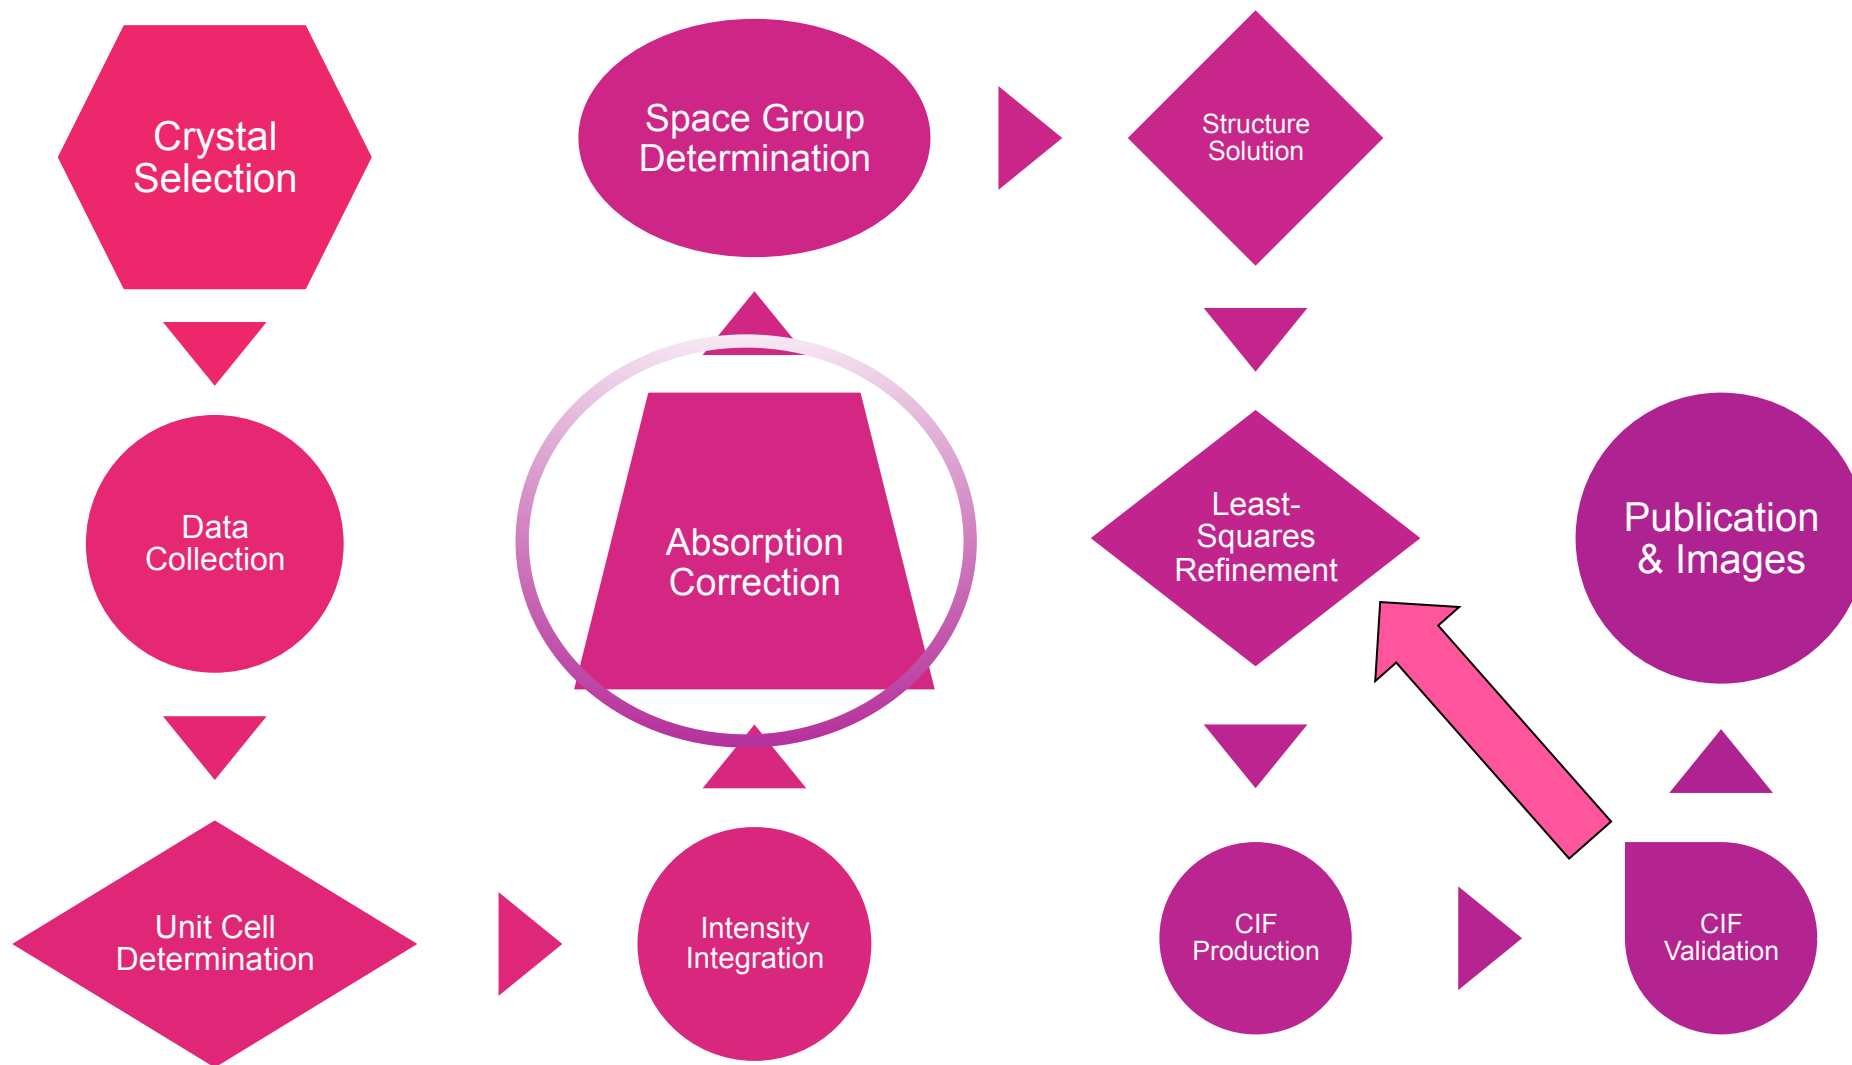 Crystal
Selection
Data
Collection
Unit Cell
Determination
Intensity
Integration
Absorption
Correction
Space Group
Determination
Structure
Solution
Least-
Squares
Refinement
CIF
Production
CIF
Validation
Publication
& Images